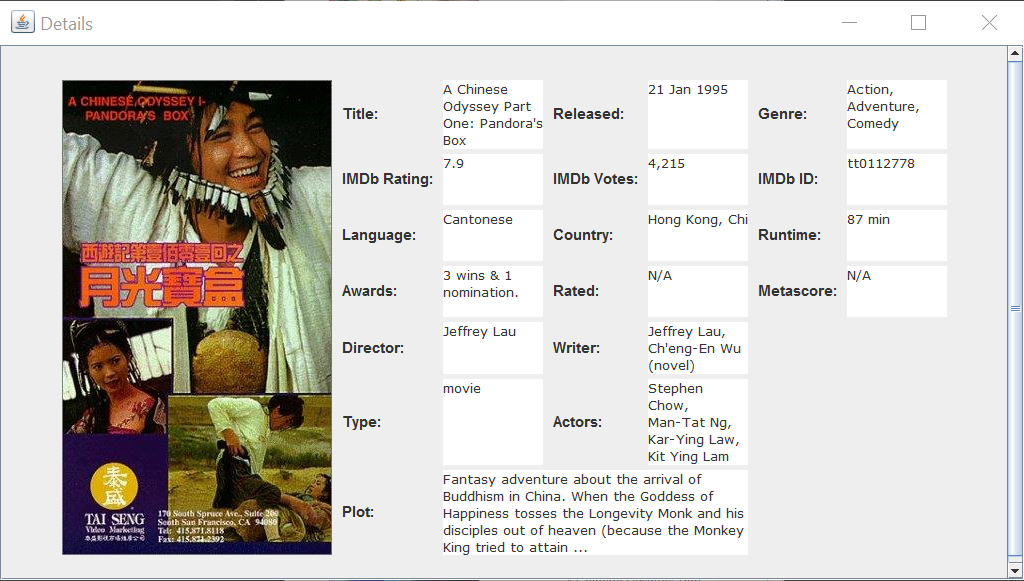 Details
A CHINESE ODYSSEY I-
PANDORA'S BOX
西遊記第壹佰零壹回之
月光寶盒
泰
盛
TAI SENG
Video Marketing
170 South Spruce Ave., Suite 200
South San Francisco, CA 94080
Tel: 415.871.8118
Fax: 415.871.2392
Title:
A Chinese
Odyssey Part
One: Pandora's
Box
Released:
21 Jan 1995
Genre:
Action,
Adventure,
Comedy
IMDb Rating:
7.9
IMDb Votes:
4,215
IMDb ID:
tt0112778
Language:
Cantonese
Country:
Hong Kong, Chi
Runtime:
87 min
Awards:
3 wins & 1
nomination.
Rated:
N/A
Metascore:
N/A
Director:
Jeffrey Lau
Writer:
Jeffrey Lau,
Ch'eng-En Wu
(novel)
Type:
movie
Actors:
Stephen
Chow,
Man-Tat Ng,
Kar-Ying Law,
Kit Ying Lam
Plot:
Fantasy adventure about the arrival of
Buddhism in China. When the Goddess of
Happiness tosses the Longevity Monk and his
disciples out of heaven (because the Monkey
King tried to attain ...